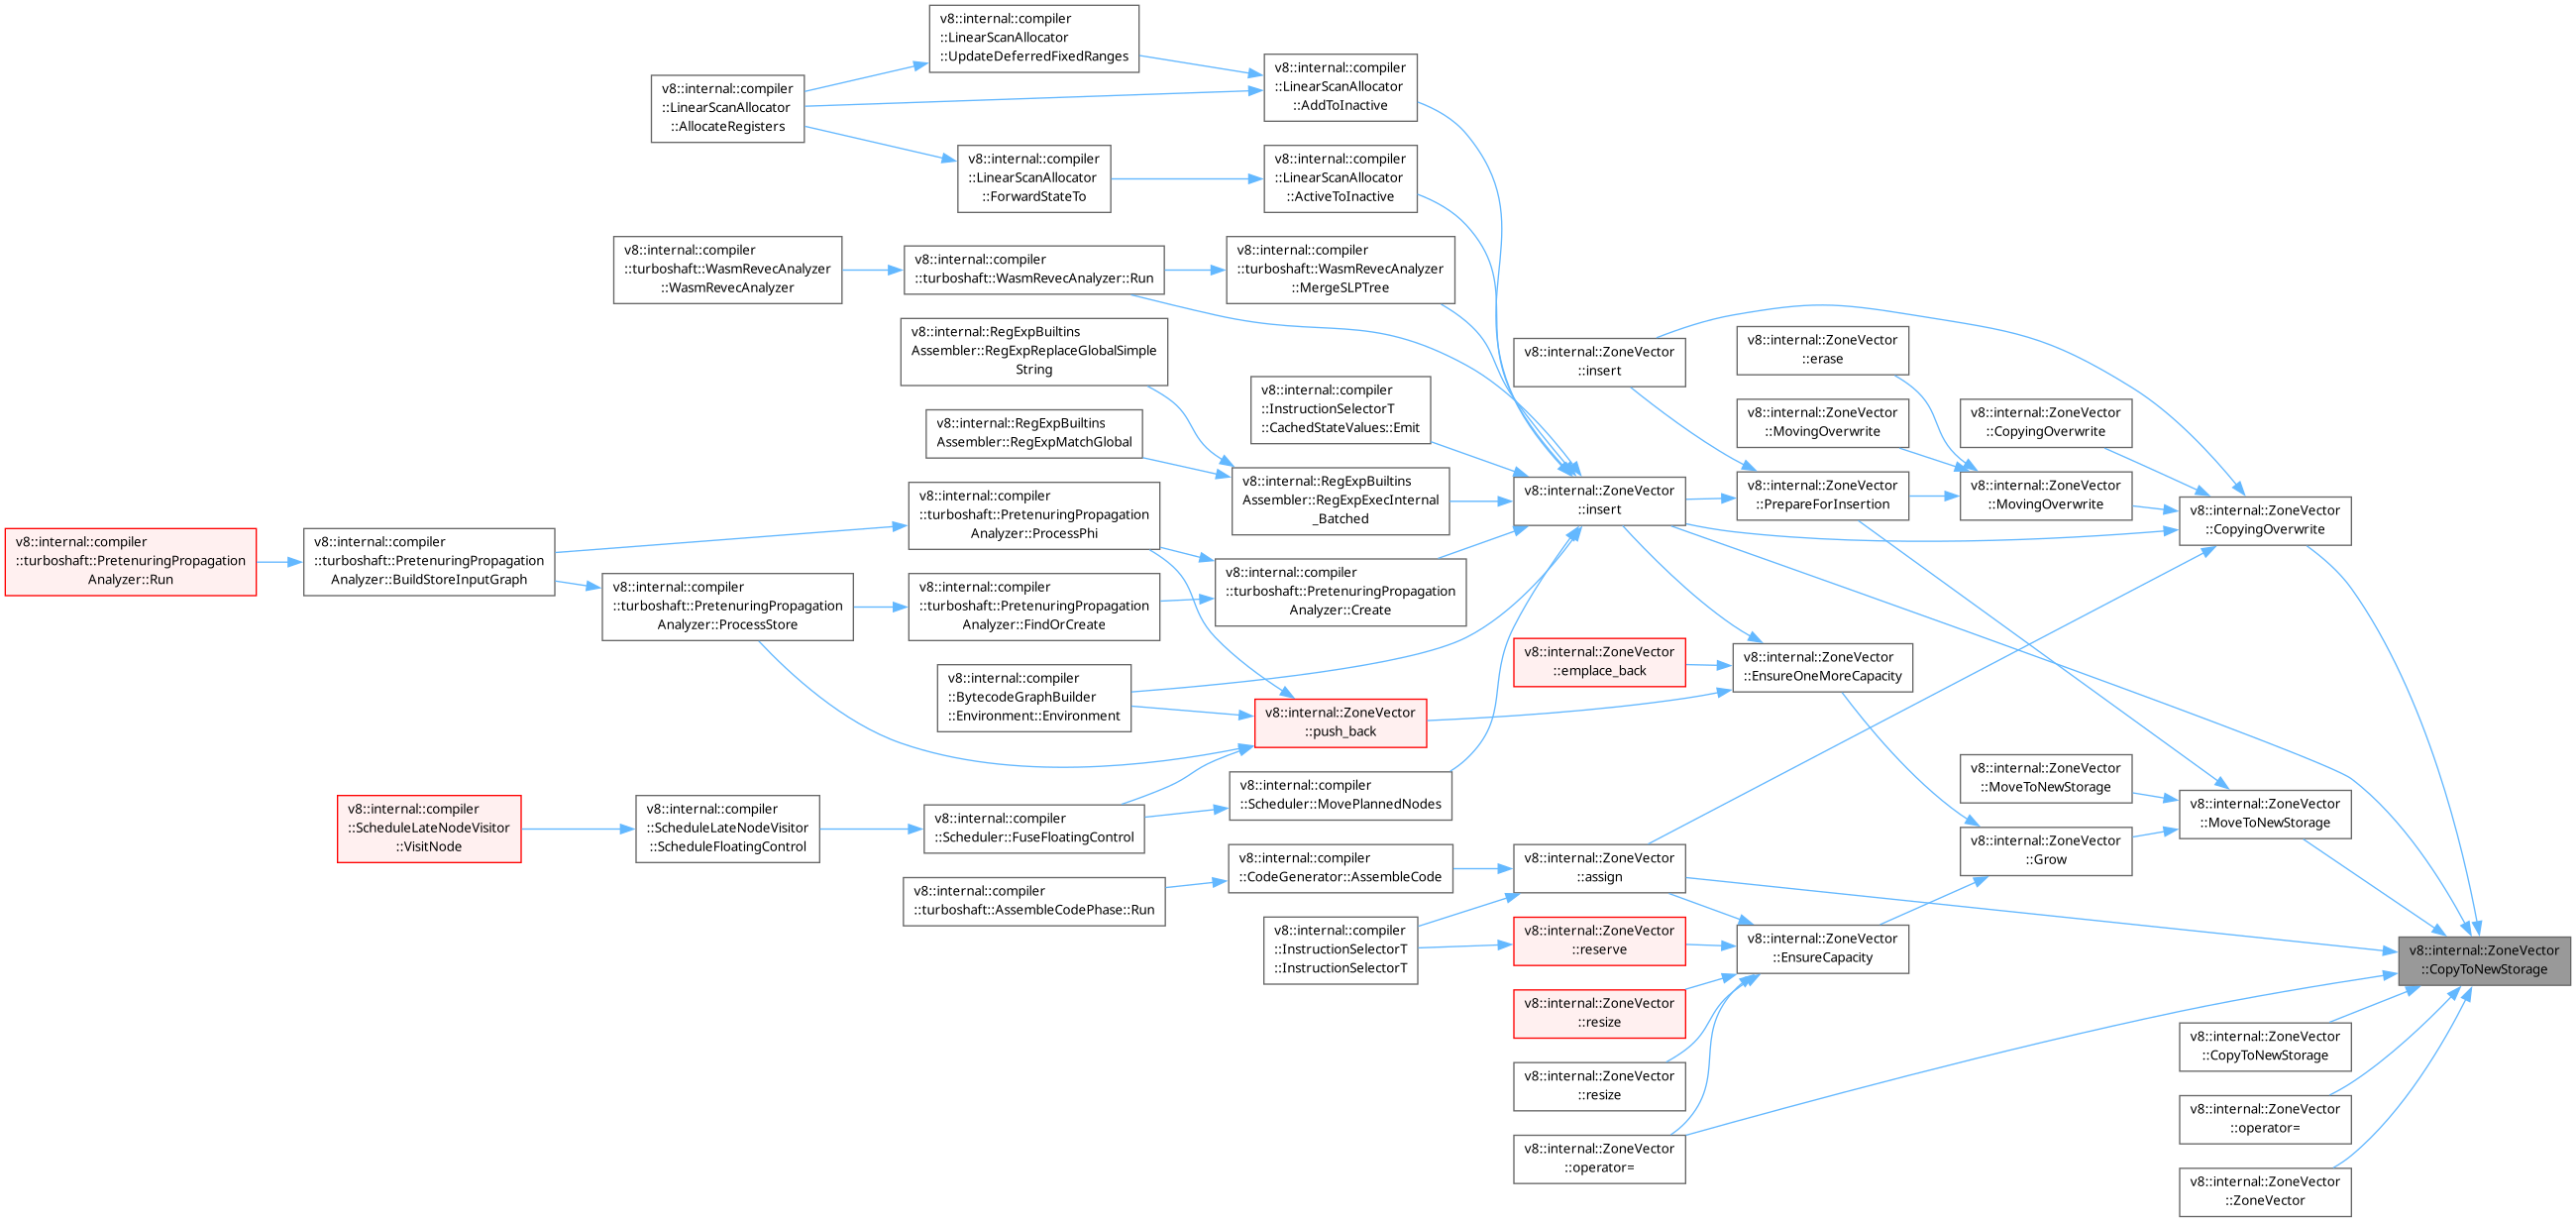 v8::internal::compiler
::LinearScanAllocator
::UpdateDeferredFixedRanges
v8::internal::compiler
::LinearScanAllocator
::AllocateRegisters
v8::internal::compiler
::LinearScanAllocator
::AddToInactive
v8::internal::compiler
::LinearScanAllocator
::ForwardStateTo
v8::internal::compiler
::LinearScanAllocator
::ActiveToInactive
v8::internal::compiler
::turboshaft::WasmRevecAnalyzer
::WasmRevecAnalyzer
v8::internal::compiler
::turboshaft::WasmRevecAnalyzer::Run
v8::internal::compiler
::turboshaft::WasmRevecAnalyzer
::MergeSLPTree
v8::internal::RegExpBuiltins
Assembler::RegExpReplaceGlobalSimple
String
v8::internal::ZoneVector
::insert
v8::internal::ZoneVector
::erase
v8::internal::compiler
::InstructionSelectorT
::CachedStateValues::Emit
v8::internal::RegExpBuiltins
Assembler::RegExpMatchGlobal
v8::internal::ZoneVector
::MovingOverwrite
v8::internal::ZoneVector
::CopyingOverwrite
v8::internal::RegExpBuiltins
Assembler::RegExpExecInternal
_Batched
v8::internal::ZoneVector
::insert
v8::internal::ZoneVector
::PrepareForInsertion
v8::internal::ZoneVector
::MovingOverwrite
v8::internal::ZoneVector
::CopyingOverwrite
v8::internal::compiler
::turboshaft::PretenuringPropagation
Analyzer::ProcessPhi
v8::internal::compiler
::turboshaft::PretenuringPropagation
Analyzer::Run
v8::internal::compiler
::turboshaft::PretenuringPropagation
Analyzer::BuildStoreInputGraph
v8::internal::compiler
::turboshaft::PretenuringPropagation
Analyzer::ProcessStore
v8::internal::compiler
::turboshaft::PretenuringPropagation
Analyzer::FindOrCreate
v8::internal::compiler
::turboshaft::PretenuringPropagation
Analyzer::Create
v8::internal::ZoneVector
::emplace_back
v8::internal::ZoneVector
::EnsureOneMoreCapacity
v8::internal::compiler
::BytecodeGraphBuilder
::Environment::Environment
v8::internal::ZoneVector
::push_back
v8::internal::ZoneVector
::MoveToNewStorage
v8::internal::compiler
::Scheduler::MovePlannedNodes
v8::internal::ZoneVector
::MoveToNewStorage
v8::internal::compiler
::ScheduleLateNodeVisitor
::VisitNode
v8::internal::compiler
::ScheduleLateNodeVisitor
::ScheduleFloatingControl
v8::internal::compiler
::Scheduler::FuseFloatingControl
v8::internal::ZoneVector
::Grow
v8::internal::compiler
::CodeGenerator::AssembleCode
v8::internal::ZoneVector
::assign
v8::internal::compiler
::turboshaft::AssembleCodePhase::Run
v8::internal::compiler
::InstructionSelectorT
::InstructionSelectorT
v8::internal::ZoneVector
::reserve
v8::internal::ZoneVector
::EnsureCapacity
v8::internal::ZoneVector
::CopyToNewStorage
v8::internal::ZoneVector
::resize
v8::internal::ZoneVector
::CopyToNewStorage
v8::internal::ZoneVector
::resize
v8::internal::ZoneVector
::operator=
v8::internal::ZoneVector
::operator=
v8::internal::ZoneVector
::ZoneVector